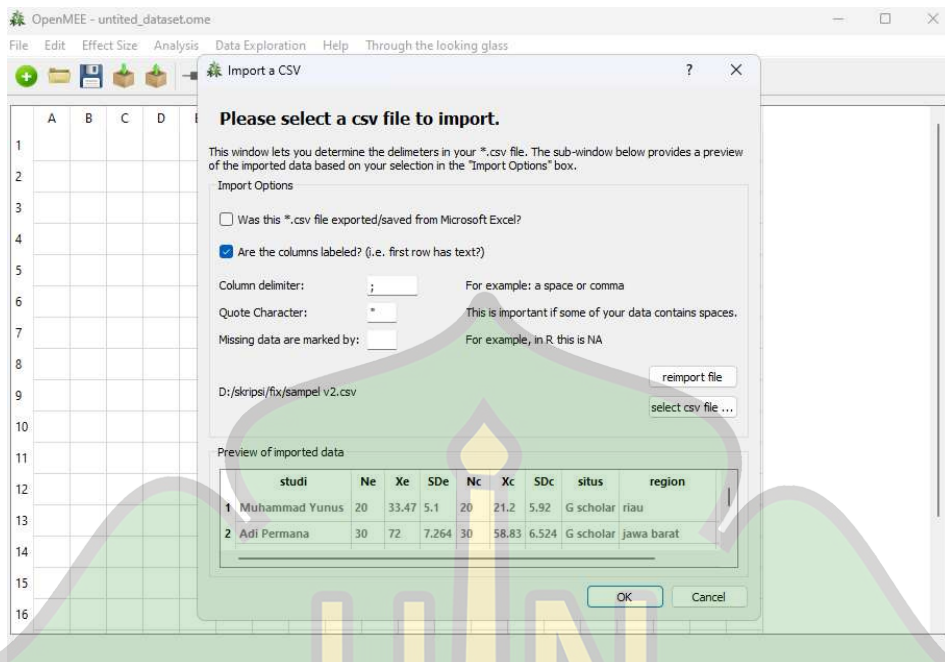 OpenMEE - untited_dataset.ome
File Edit Effect Size Analysis Data Exploration Help Through the looking glass
Import a CSV ?
A B C D
Please select a csv file to import.
This window lets you determine the delimeters in your *.csv file. The sub-window below provides a preview
of the imported data based on your selection in the "Import Options" box.
Import Options
Was this *.csv file exported/saved from Microsoft Excel?
Are the columns labeled? (i.e. first row has text?)
Column delimiter: ; For example: a space or comma
Quote Character: " This is important if some of your data contains spaces.
Missing data are marked by: For example, in R this is NA
reimport file
D:/skripsi/fix/sampel v2.csv
select csv file ...
Preview of imported data
studi Ne Xe SDe Nc Xc SDc situs region
1 Muhammad Yunus 20 33.47 5.1 20 21.2 5.92 G scholar riau
2 Adi Permana 30 72 7.264 30 58.83 6.524 G scholar jawa barat
OK Cancel
1
2
3
4
5
6
7
8
9
10
11
12
13
14
15
16
UIN